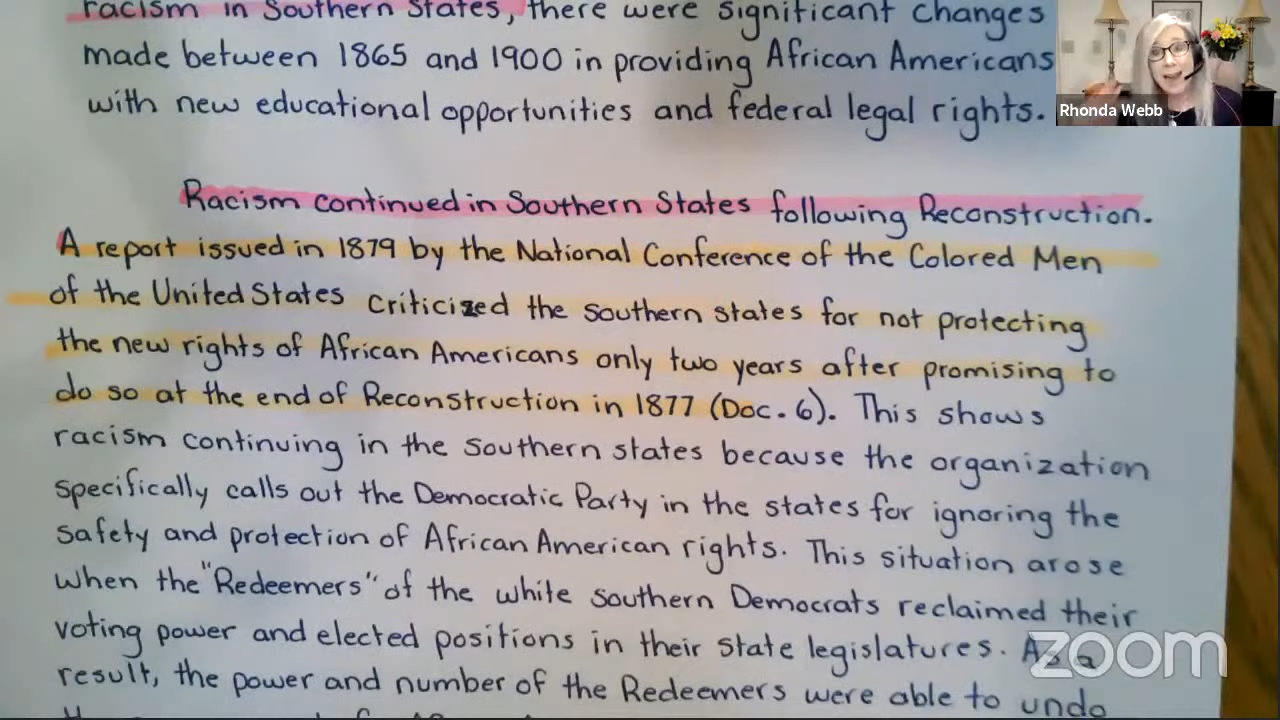 racism in Southern States, there were significant changes
made between 1865 and 1900 in providing African Americans
with new educational opportunities and federal legal rights.
Rhonda Webb
Racism continued in Southern States following Reconstruction.
A report issued in 1879 by the National Conference of the Colored Men
of the United States criticized the southern states for not protecting
the new rights of African Americans only two years after promising to
do so at the end of Reconstruction in 1877 (Doc. 6). This shows
racism continuing in the southern states because the organization
specifically calls out the Democratic Party in the states for ignoring the
safety and protection of African American rights. This situation arose
when the "Redeemers" of the white southern Democrats reclaimed their
voting power and elected positions in their state legislatures. As a
result, the power and number of the Redeemers were able to undo
zoom